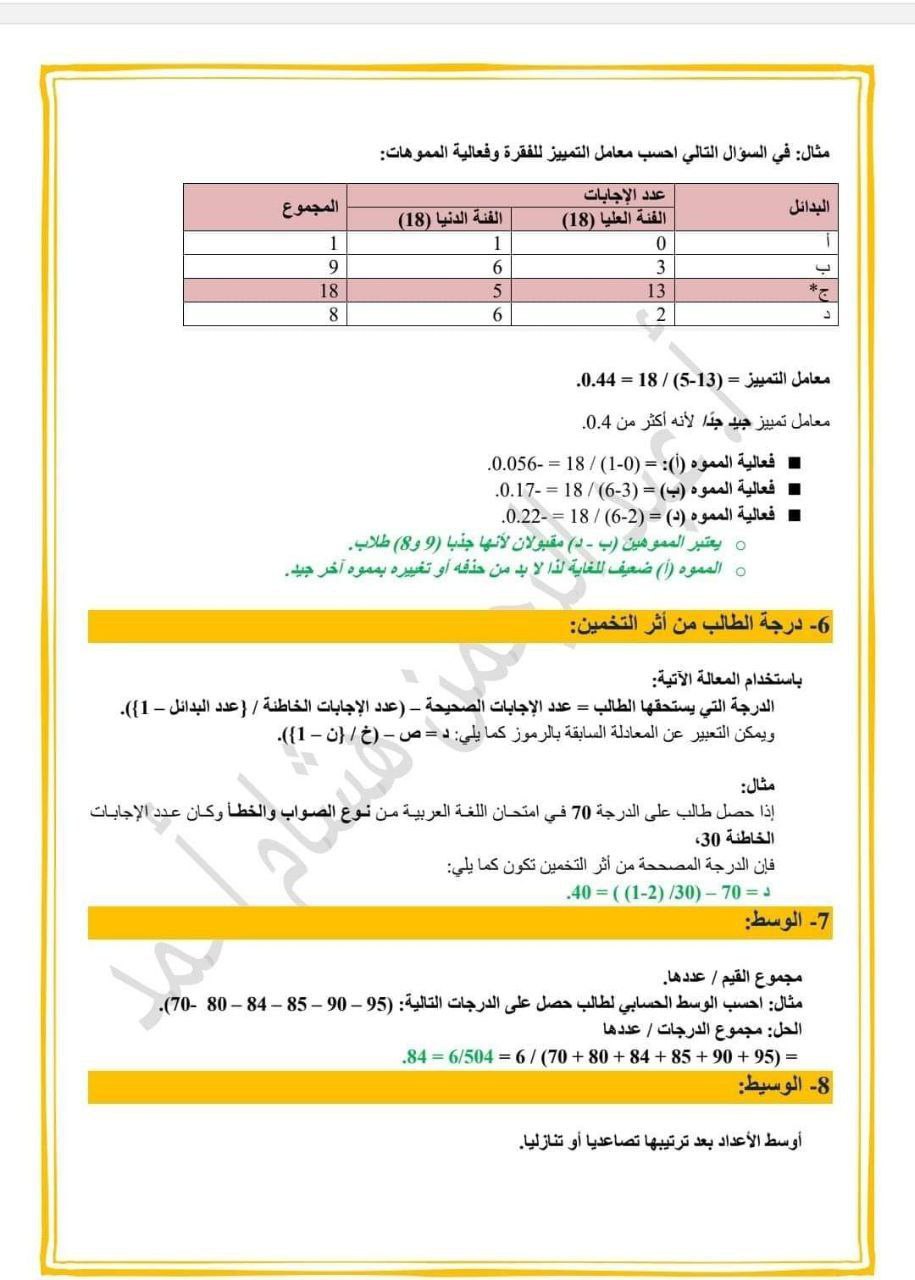 مثال: في السؤال التالي احسب معامل التمييز للفقرة وفعالية المموهات:
البدائل عدد الإجابات المجموع
الفئة العليا (18) الفئة الدنيا (18)
أ 0 1 1
ب 3 6 9
ج* 13 5 18
د 2 6 8
معامل التمييز = (13-5) / 18 = 0.44.
معامل تمييز جيد جدًا لأنه أكثر من 0.4.
■ فعالية المموه (أ): = (0-1) / 18 = -0.056.
■ فعالية المموه (ب) = (3-6) / 18 = -0.17.
■ فعالية المموه (د) = (2-6) / 18 = -0.22.
○ يعتبر المموهين (ب - د) مقبولان لأنها جذبا (9 و8) طلاب.
○ المموه (أ) ضعيف للغاية لذا لا بد من حذفه أو تغييره بمموه آخر جيد.
6- درجة الطالب من أثر التخمين:
باستخدام المعالة الآتية:
الدرجة التي يستحقها الطالب = عدد الإجابات الصحيحة – (عدد الإجابات الخاطئة / {عدد البدائل – 1}).
ويمكن التعبير عن المعادلة السابقة بالرموز كما يلي: د = ص – (خ / {ن – 1}).
مثال:
إذا حصل طالب على الدرجة 70 في امتحان اللغة العربية من نوع الصواب والخطأ وكان عدد الإجابات
الخاطئة 30،
فإن الدرجة المصححة من أثر التخمين تكون كما يلي:
د = 70 – (30/ (2-1) ) = 40.
7- الوسط:
مجموع القيم / عددها.
مثال: احسب الوسط الحسابي لطالب حصل على الدرجات التالية: (95 – 90 – 85 – 84 – 80 -70).
الحل: مجموع الدرجات / عددها
= (95 + 90 + 85 + 84 + 80 + 70) / 6 = 6/504 = 84.
8- الوسيط:
أوسط الأعداد بعد ترتيبها تصاعديا أو تنازليا.
أ. عبد الرحمن هشام أحمد